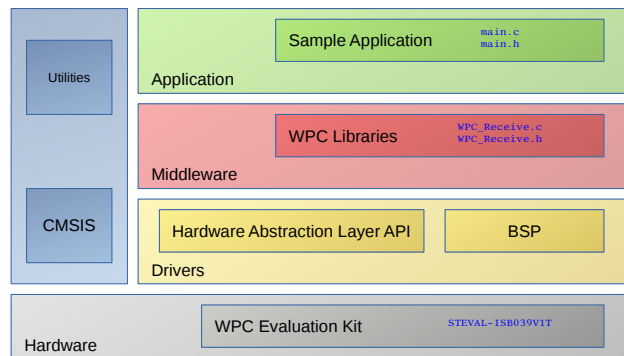 Utilities
CMSIS
Sample Application
main.c
main.h
Application
WPC Libraries
WPC_Receive.c
WPC_Receive.h
Middleware
Hardware Abstraction Layer API
BSP
Drivers
WPC Evaluation Kit
STEVAL-ISB039V1T
Hardware